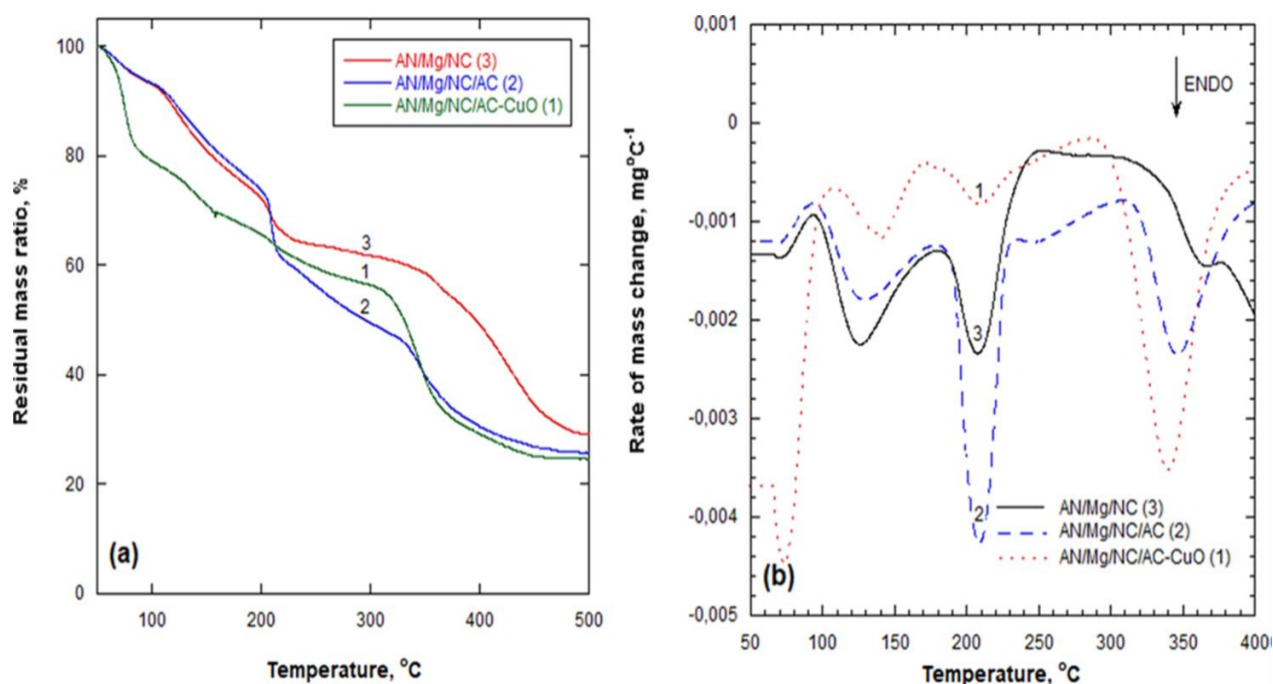 100
80
60
40
20
0
100
200
300
400
500
Residual mass ratio, %
Temperature, °C
AN/Mg/NC (3)
AN/Mg/NC/AC (2)
AN/Mg/NC/AC-CuO (1)
3
1
2
(a)
0,001
0
-0,001
-0,002
-0,003
-0,004
-0,005
50
100
150
200
250
300
350
4000
Rate of mass change, mg°C⁻¹
Temperature, °C
ENDO
1
3
2
AN/Mg/NC (3)
AN/Mg/NC/AC (2)
AN/Mg/NC/AC-CuO (1)
(b)